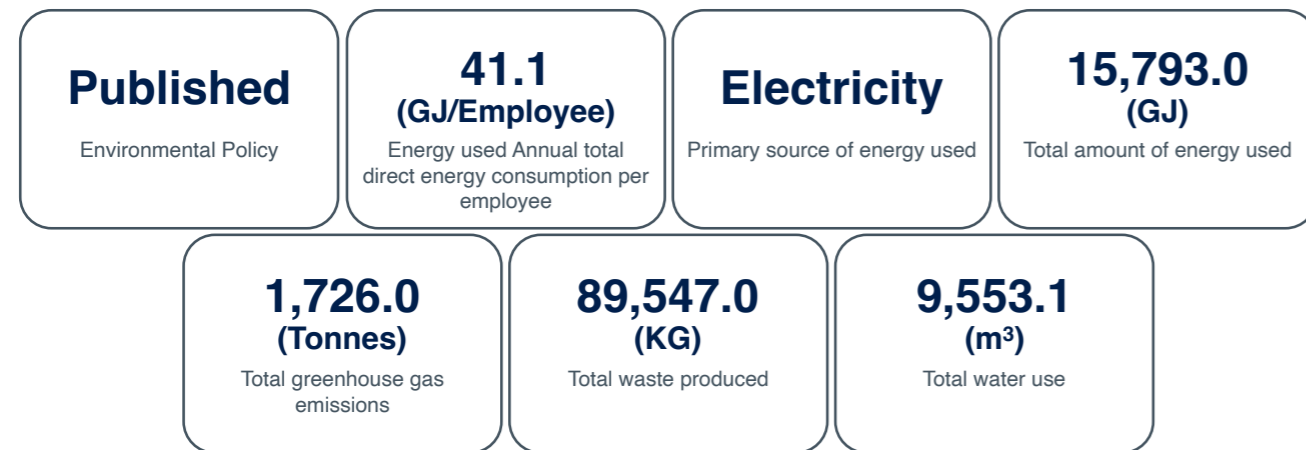 Published
Environmental Policy
41.1
(GJ/Employee)
Energy used Annual total
direct energy consumption per
employee
Electricity
Primary source of energy used
15,793.0
(GJ)
Total amount of energy used
1,726.0
(Tonnes)
Total greenhouse gas
emissions
89,547.0
(KG)
Total waste produced
9,553.1
(m³)
Total water use